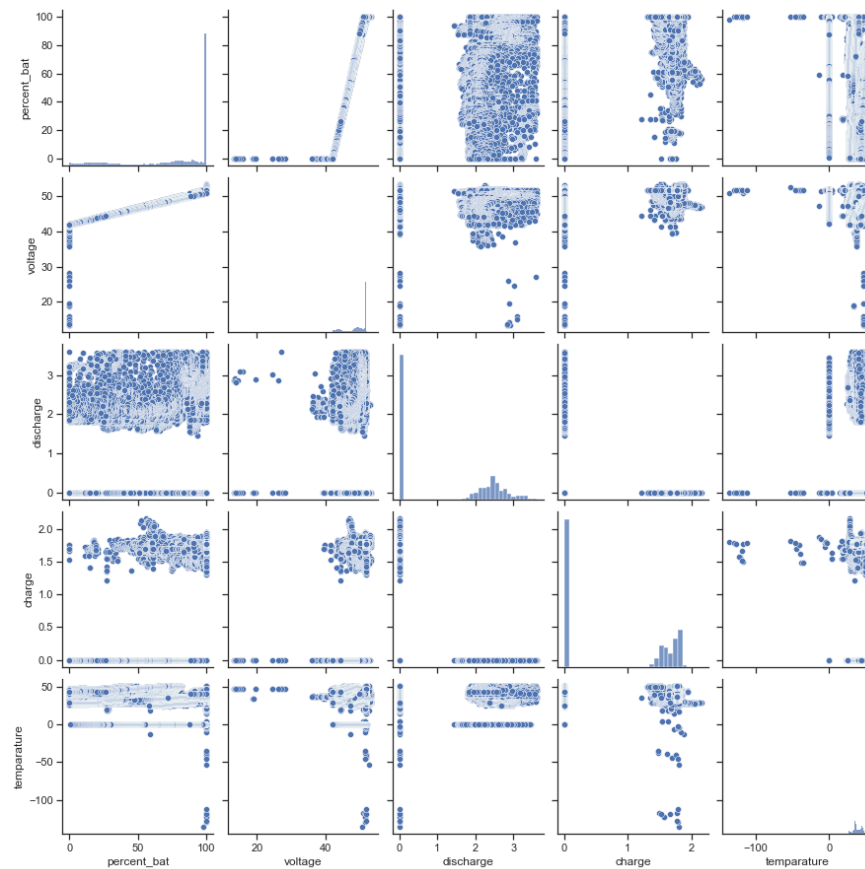 100
80
60
40
20
0
percent_bat
50
40
30
20
voltage
3
2
1
0
discharge
2.0
1.5
1.0
0.5
0.0
charge
50
0
−50
−100
temparature
0 50 100
20 40
0 1 2 3
0 1 2
−100 0
percent_bat voltage discharge charge temparature